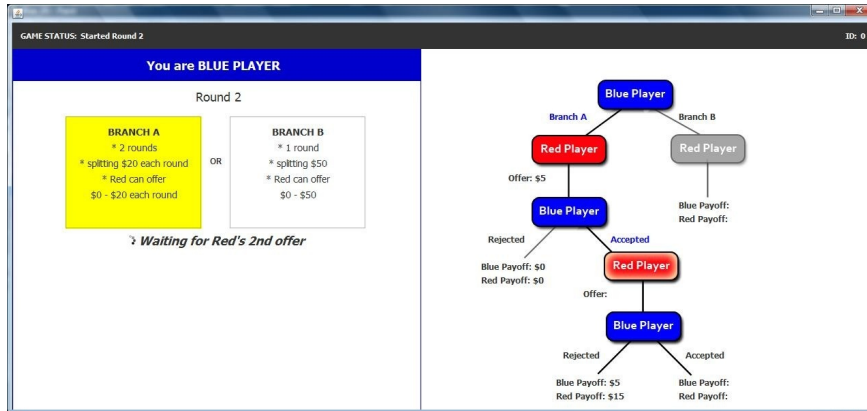 GAME STATUS: Started Round 2
ID: 0
You are BLUE PLAYER
Round 2
BRANCH A
* 2 rounds
* splitting $20 each round
* Red can offer
$0 - $20 each round
OR
BRANCH B
* 1 round
* splitting $50
* Red can offer
$0 - $50
Waiting for Red's 2nd offer
Blue Player
Branch A
Branch B
Red Player
Red Player
Offer: $5
Blue Payoff:
Red Payoff:
Blue Player
Rejected
Accepted
Blue Payoff: $0
Red Payoff: $0
Red Player
Offer:
Blue Player
Rejected
Accepted
Blue Payoff: $5
Red Payoff: $15
Blue Payoff:
Red Payoff: